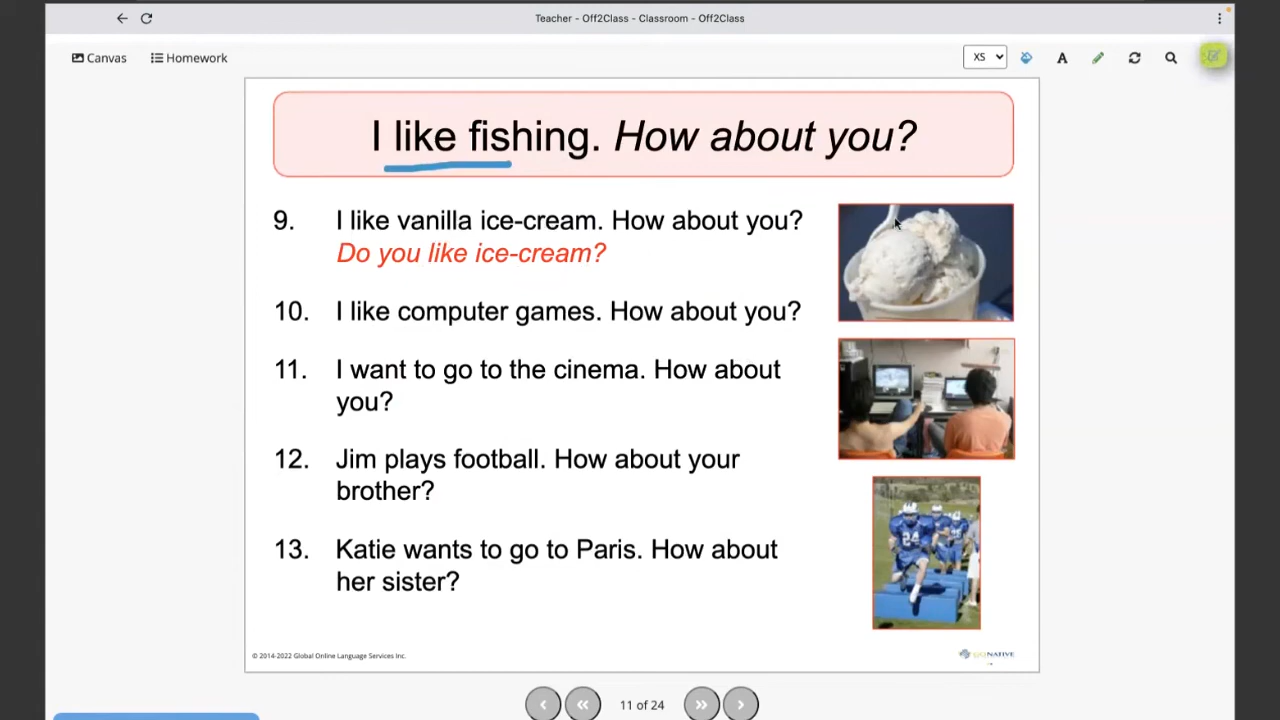 Teacher - Off2Class - Classroom - Off2Class
Canvas
Homework
XS
A
I like fishing. How about you?
9. I like vanilla ice-cream. How about you?
Do you like ice-cream?
10. I like computer games. How about you?
11. I want to go to the cinema. How about
you?
12. Jim plays football. How about your
brother?
13. Katie wants to go to Paris. How about
her sister?
24
© 2014-2022 Global Online Language Services Inc.
11 of 24